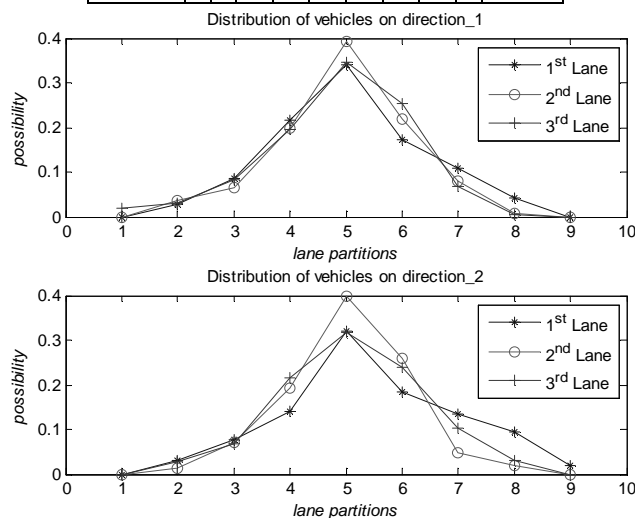 Distribution of vehicles on direction_1
0.4
0.3
0.2
0.1
0
possibility
1st Lane
2nd Lane
3rd Lane
0 1 2 3 4 5 6 7 8 9 10
lane partitions
Distribution of vehicles on direction_2
0.4
0.3
0.2
0.1
0
possibility
1st Lane
2nd Lane
3rd Lane
0 1 2 3 4 5 6 7 8 9 10
lane partitions